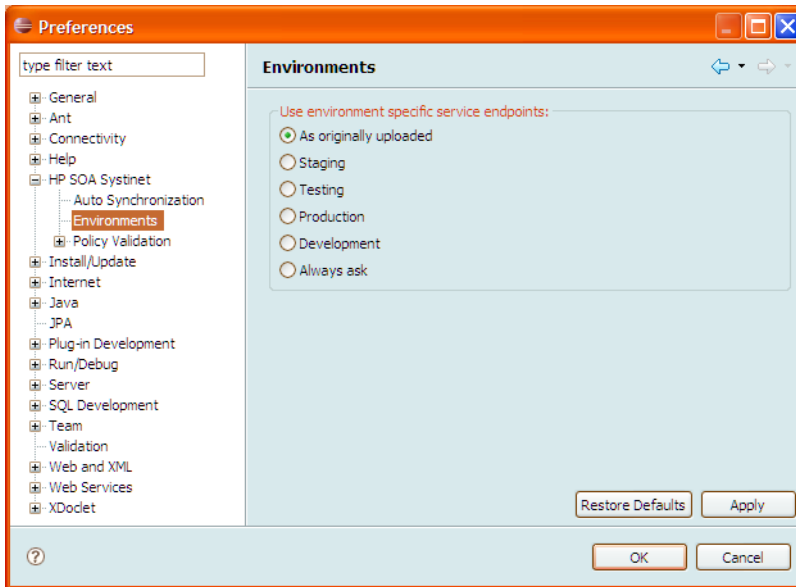 Preferences
type filter text
General
Ant
Connectivity
Help
HP SOA Systinet
Auto Synchronization
Environments
Policy Validation
Install/Update
Internet
Java
JPA
Plug-in Development
Run/Debug
Server
SQL Development
Team
Validation
Web and XML
Web Services
XDoclet
Environments
Use environment specific service endpoints:
As originally uploaded
Staging
Testing
Production
Development
Always ask
Restore Defaults
Apply
?
OK
Cancel